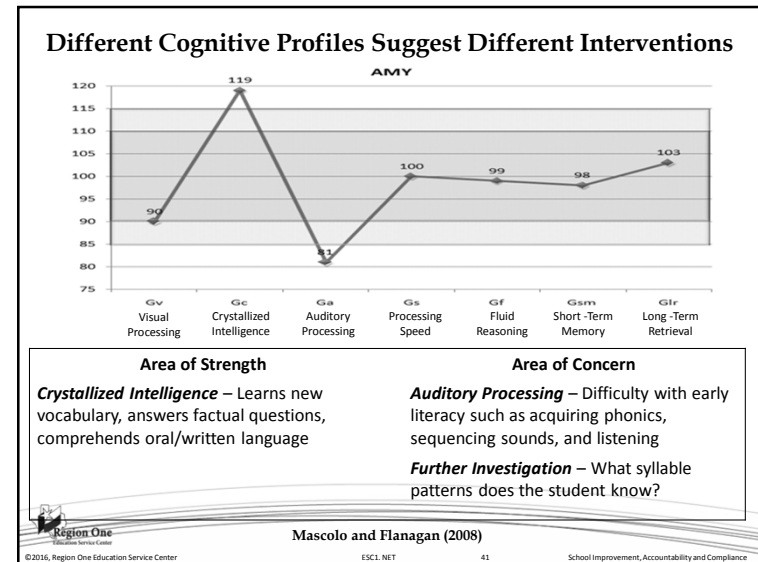 Different Cognitive Profiles Suggest Different Interventions
AMY
120
115
110
105
100
95
90
85
80
75
90
119
81
100
99
98
103
Gv
Visual
Processing
Gc
Crystallized
Intelligence
Ga
Auditory
Processing
Gs
Processing
Speed
Gf
Fluid
Reasoning
Gsm
Short -Term
Memory
Glr
Long -Term
Retrieval
Area of Strength
Crystallized Intelligence – Learns new
vocabulary, answers factual questions,
comprehends oral/written language
Area of Concern
Auditory Processing – Difficulty with early
literacy such as acquiring phonics,
sequencing sounds, and listening
Further Investigation – What syllable
patterns does the student know?
Region One
Education Service Center
Mascolo and Flanagan (2008)
©2016, Region One Education Service Center
ESC1. NET
41
School Improvement, Accountability and Compliance